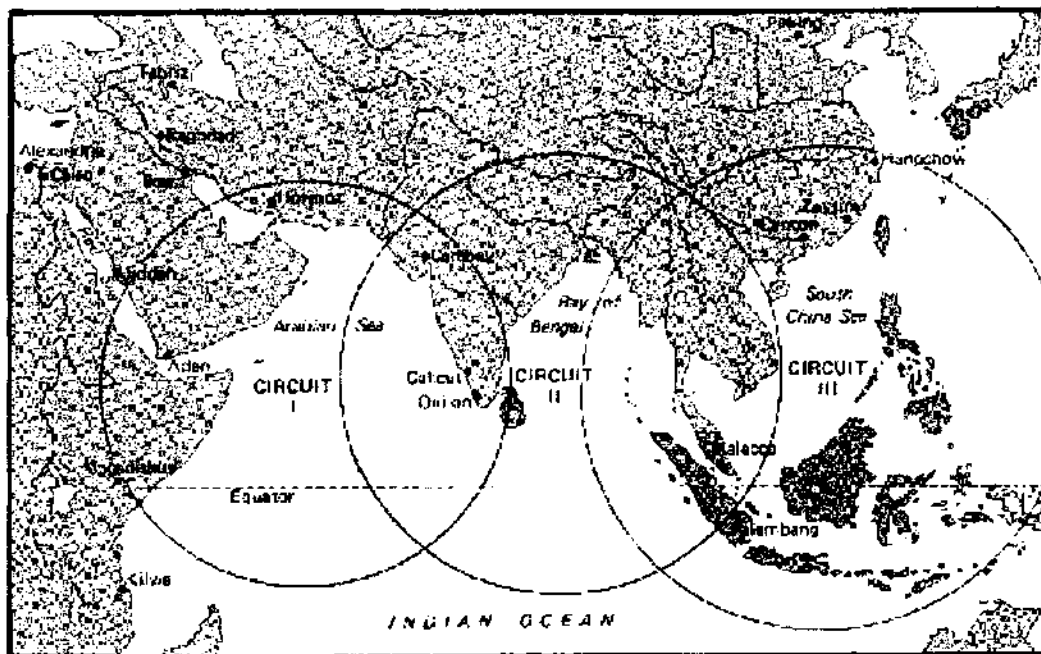 Peking
Tabriz
Baghdad
Alexandria
Cairo
Hangchow
Hormuz
Zaitun
Canton
Cambay
Jiddah
South
China Sea
Bay of
Bengal
Arabian Sea
Aden
Calicut
Quilon
CIRCUIT
I
CIRCUIT
II
CIRCUIT
III
Malacca
Mogadishu
Equator
Palembang
Kilwa
INDIAN OCEAN